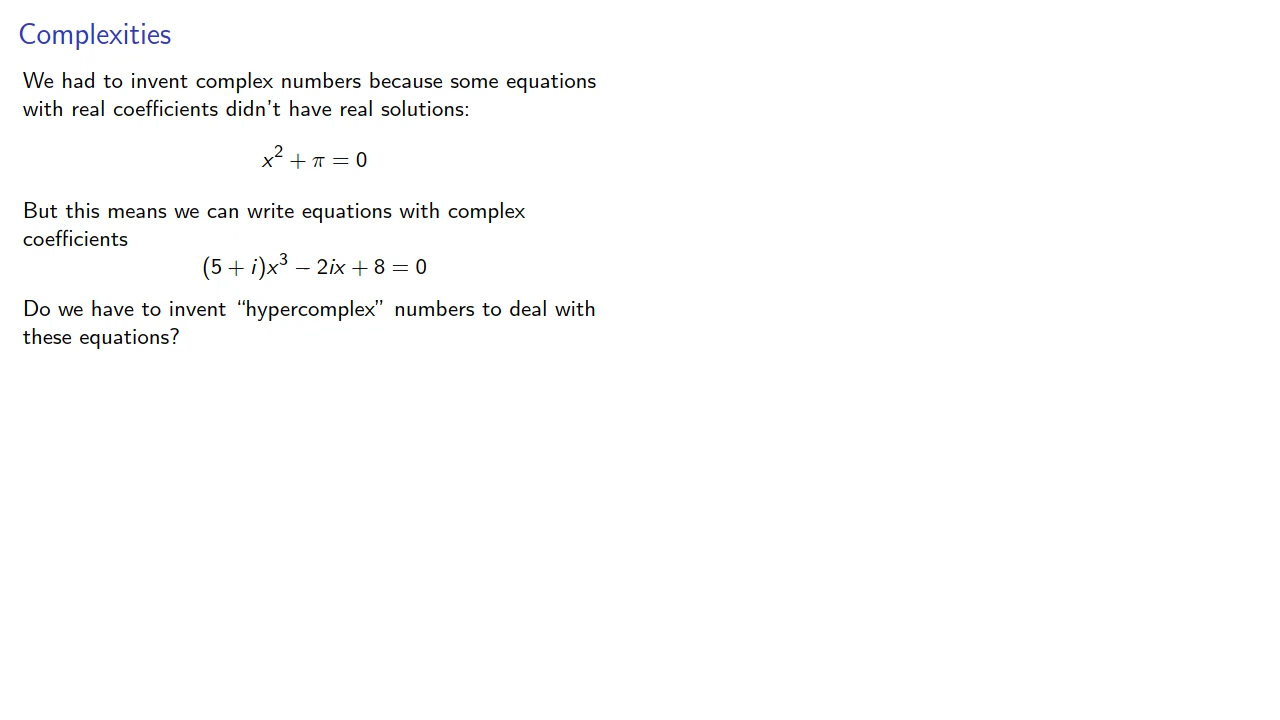 Complexities
We had to invent complex numbers because some equations
with real coefficients didn't have real solutions:
x² + π = 0
But this means we can write equations with complex
coefficients
(5 + i)x³ − 2ix + 8 = 0
Do we have to invent “hypercomplex” numbers to deal with
these equations?